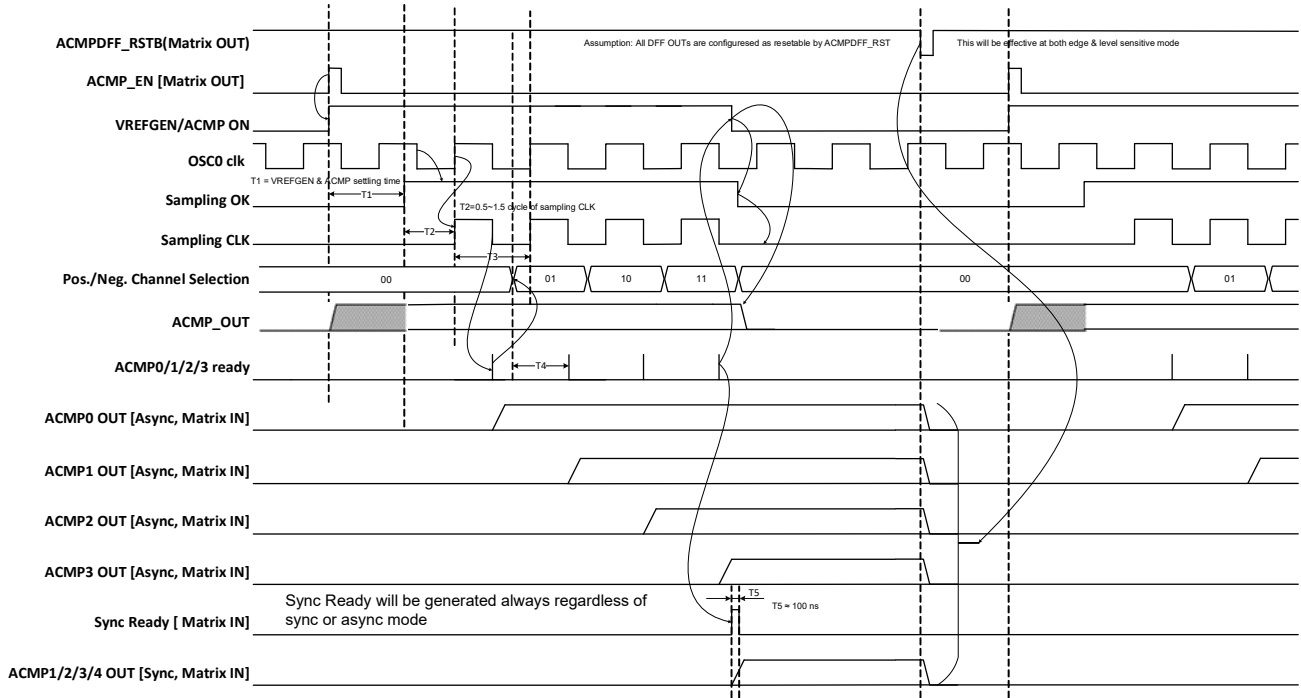 ACMPDFF_RSTB(Matrix OUT)
Assumption: All DFF OUTs are configuresed as resetable by ACMPDFF_RST
This will be effective at both edge & level sensitive mode
ACMP_EN [Matrix OUT]
VREFGEN/ACMP ON
OSC0 clk
T1 = VREFGEN & ACMP settling time
T1
Sampling OK
T2=0.5~1.5 dycle of sampling CLK
T2
Sampling CLK
T3
Pos./Neg. Channel Selection
00
01
10
11
00
01
ACMP_OUT
ACMP0/1/2/3 ready
T4
ACMP0 OUT [Async, Matrix IN]
ACMP1 OUT [Async, Matrix IN]
ACMP2 OUT [Async, Matrix IN]
ACMP3 OUT [Async, Matrix IN]
T5
T5 ≈ 100 ns
Sync Ready will be generated always regardless of
sync or async mode
Sync Ready [ Matrix IN]
ACMP1/2/3/4 OUT [Sync, Matrix IN]